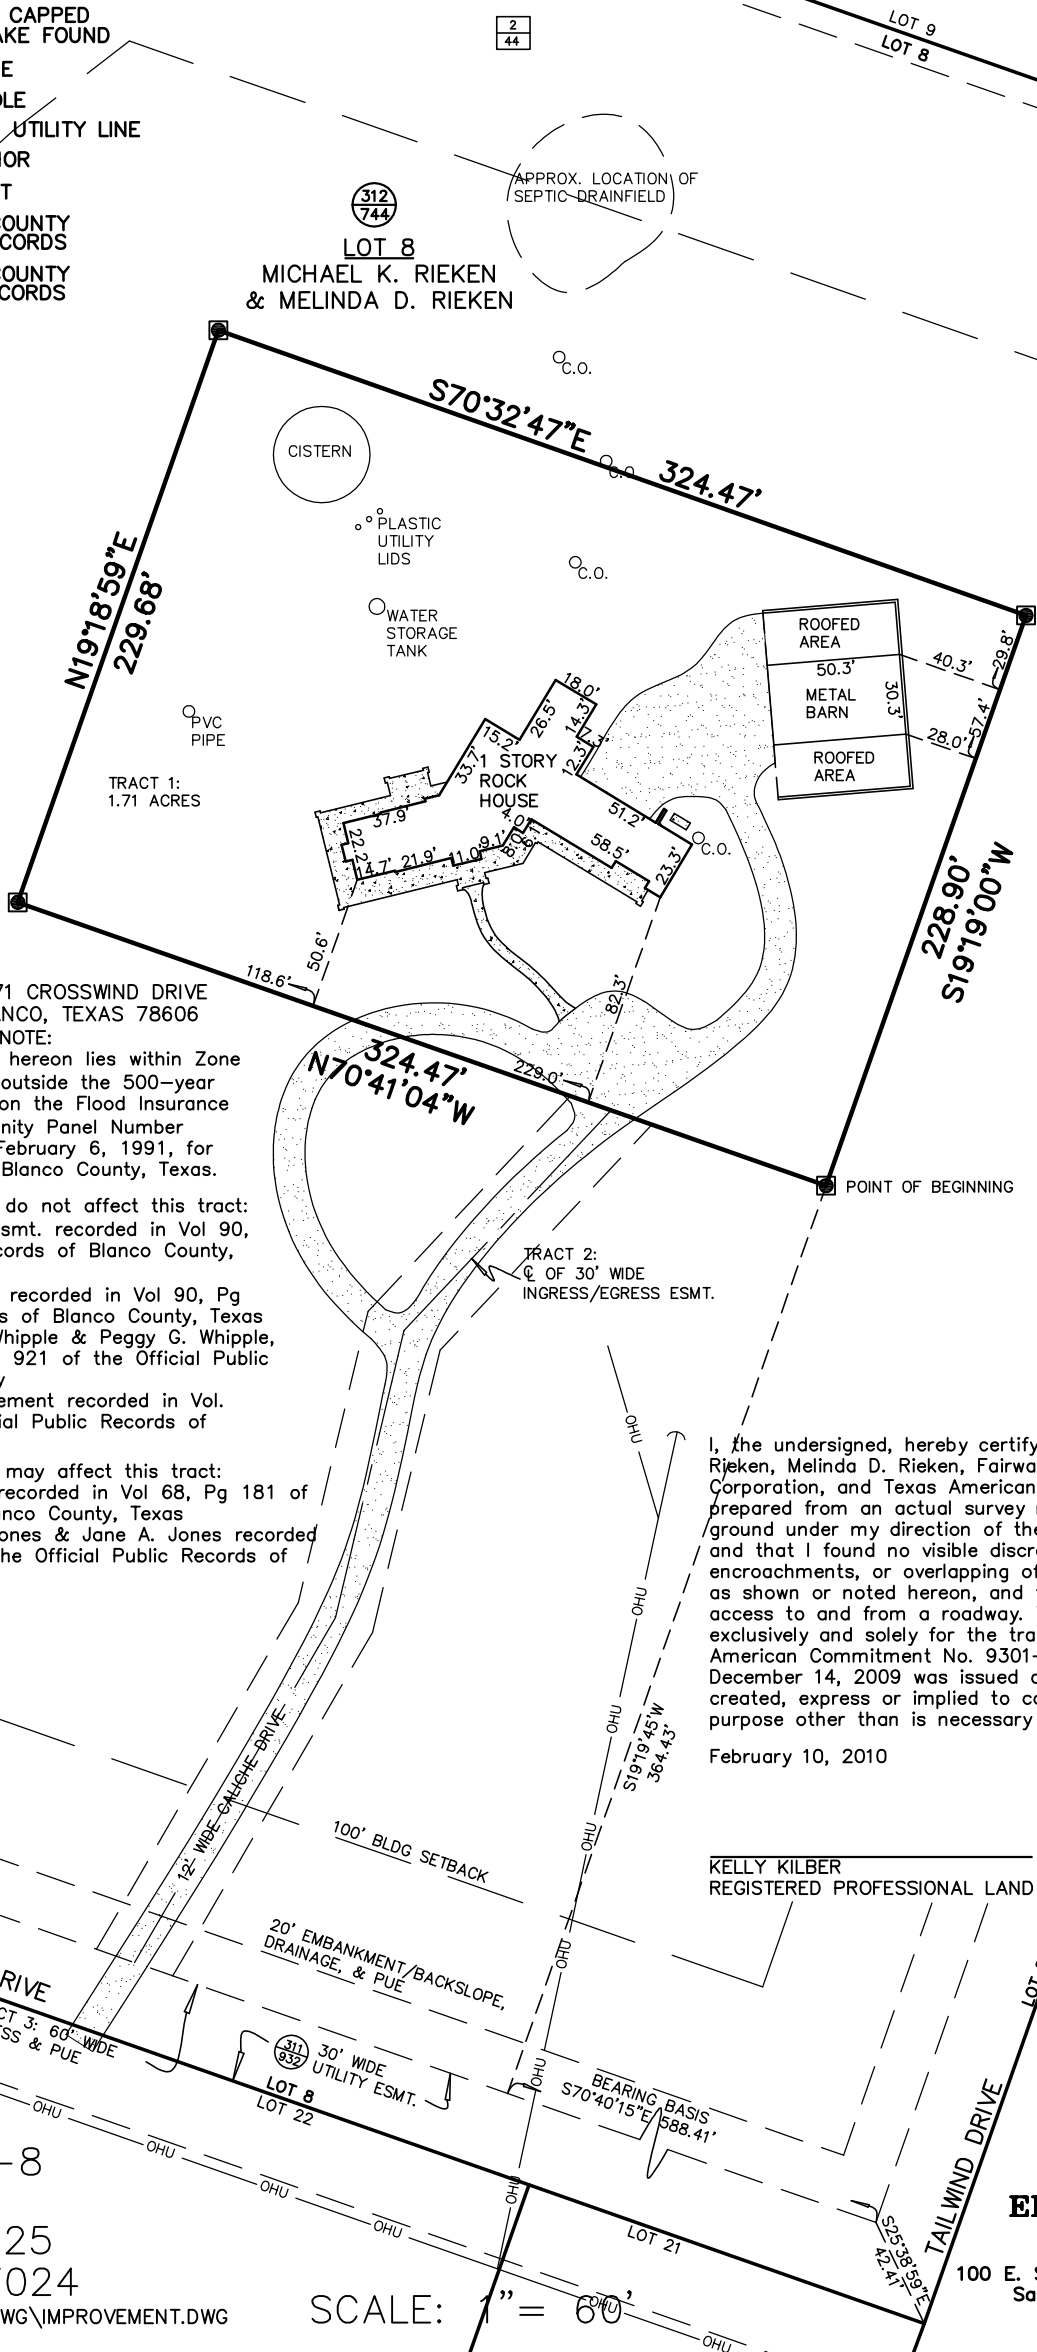 CAPPED
AKE FOUND
E
OLE
UTILITY LINE
HOR
T
COUNTY
CORDS
COUNTY
CORDS
2
44
LOT 9
LOT 8
APPROX. LOCATION OF
SEPTIC DRAINFIELD
312
744
LOT 8
MICHAEL K. RIEKEN
& MELINDA D. RIEKEN
C.O.
S70°32'47"E 324.47'
C.O.
CISTERN
PLASTIC
UTILITY
LIDS
C.O.
WATER
STORAGE
TANK
N19°18'59"E
229.68'
PVC
PIPE
TRACT 1:
1.71 ACRES
ROOFED
AREA
50.3'
METAL
BARN
30.3'
ROOFED
AREA
40.3'
29.8'
28.0'
57.4'
18.0'
26.5'
14.3'
7.3'
12.3'
15.2'
33.7'
1 STORY
ROCK
HOUSE
37.9'
22.2'
14.7'
21.9'
11.0'
9.1'
8.0'
4.0'
51.2'
58.5'
23.3'
C.O.
228.90'
S19°19'00"W
50.6'
118.6'
82.3'
229.0'
324.47'
N70°41'04"W
POINT OF BEGINNING
71 CROSSWIND DRIVE
ANCO, TEXAS 78606
NOTE:
hereon lies within Zone
outside the 500-year
on the Flood Insurance
nity Panel Number
February 6, 1991, for
Blanco County, Texas.
do not affect this tract:
smt. recorded in Vol 90,
cords of Blanco County,
recorded in Vol 90, Pg
s of Blanco County, Texas
Whipple & Peggy G. Whipple,
921 of the Official Public
y
ement recorded in Vol.
ial Public Records of
may affect this tract:
recorded in Vol 68, Pg 181 of
nco County, Texas
ones & Jane A. Jones recorded
he Official Public Records of
TRACT 2:
℄ OF 30' WIDE
INGRESS/EGRESS ESMT.
OHU
OHU
OHU
OHU
OHU
OHU
OHU
I, the undersigned, hereby certify
Rieken, Melinda D. Rieken, Fairwa
Corporation, and Texas American
prepared from an actual survey
ground under my direction of the
and that I found no visible discre
encroachments, or overlapping of
as shown or noted hereon, and
access to and from a roadway.
exclusively and solely for the tra
American Commitment No. 9301-
December 14, 2009 was issued
created, express or implied to co
purpose other than is necessary
February 10, 2010
KELLY KILBER
REGISTERED PROFESSIONAL LAND
S19°19'45"W
364.43'
12' WIDE CALICHE DRIVE
100' BLDG SETBACK
20' EMBANKMENT/BACKSLOPE,
DRAINAGE, & PUE
RIVE
CT 3: 60' WIDE
SS & PUE
311
932
30' WIDE
UTILITY ESMT.
LOT 8
LOT 22
BEARING BASIS
S70°40'15"E 588.41'
LOT
TAILWIND DRIVE
OHU
OHU
OHU
OHU
OHU
OHU
OHU
LOT 21
S25°38'59"E
42.41'
-8
25
7024
WG\IMPROVEMENT.DWG
SCALE: 1"= 60'
100 E. S
Sa